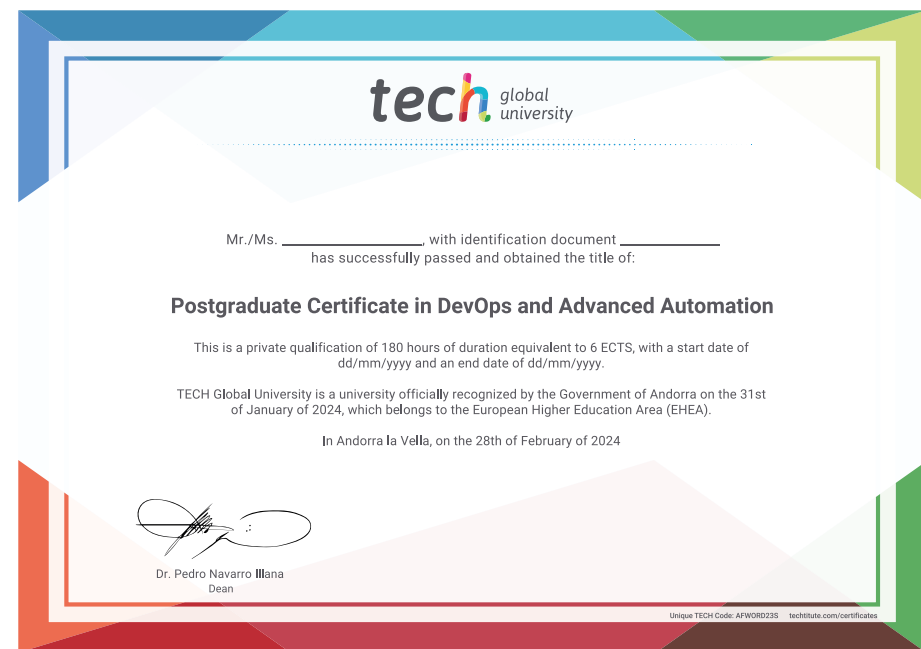 tech global
university
Mr./Ms. ____________________, with identification document ______________
has successfully passed and obtained the title of:
Postgraduate Certificate in DevOps and Advanced Automation
This is a private qualification of 180 hours of duration equivalent to 6 ECTS, with a start date of
dd/mm/yyyy and an end date of dd/mm/yyyy.
TECH Global University is a university officially recognized by the Government of Andorra on the 31st
of January of 2024, which belongs to the European Higher Education Area (EHEA).
In Andorra la Vella, on the 28th of February of 2024
Dr. Pedro Navarro Illana
Dean
Unique TECH Code: AFWORD23S techtitute.com/certificates